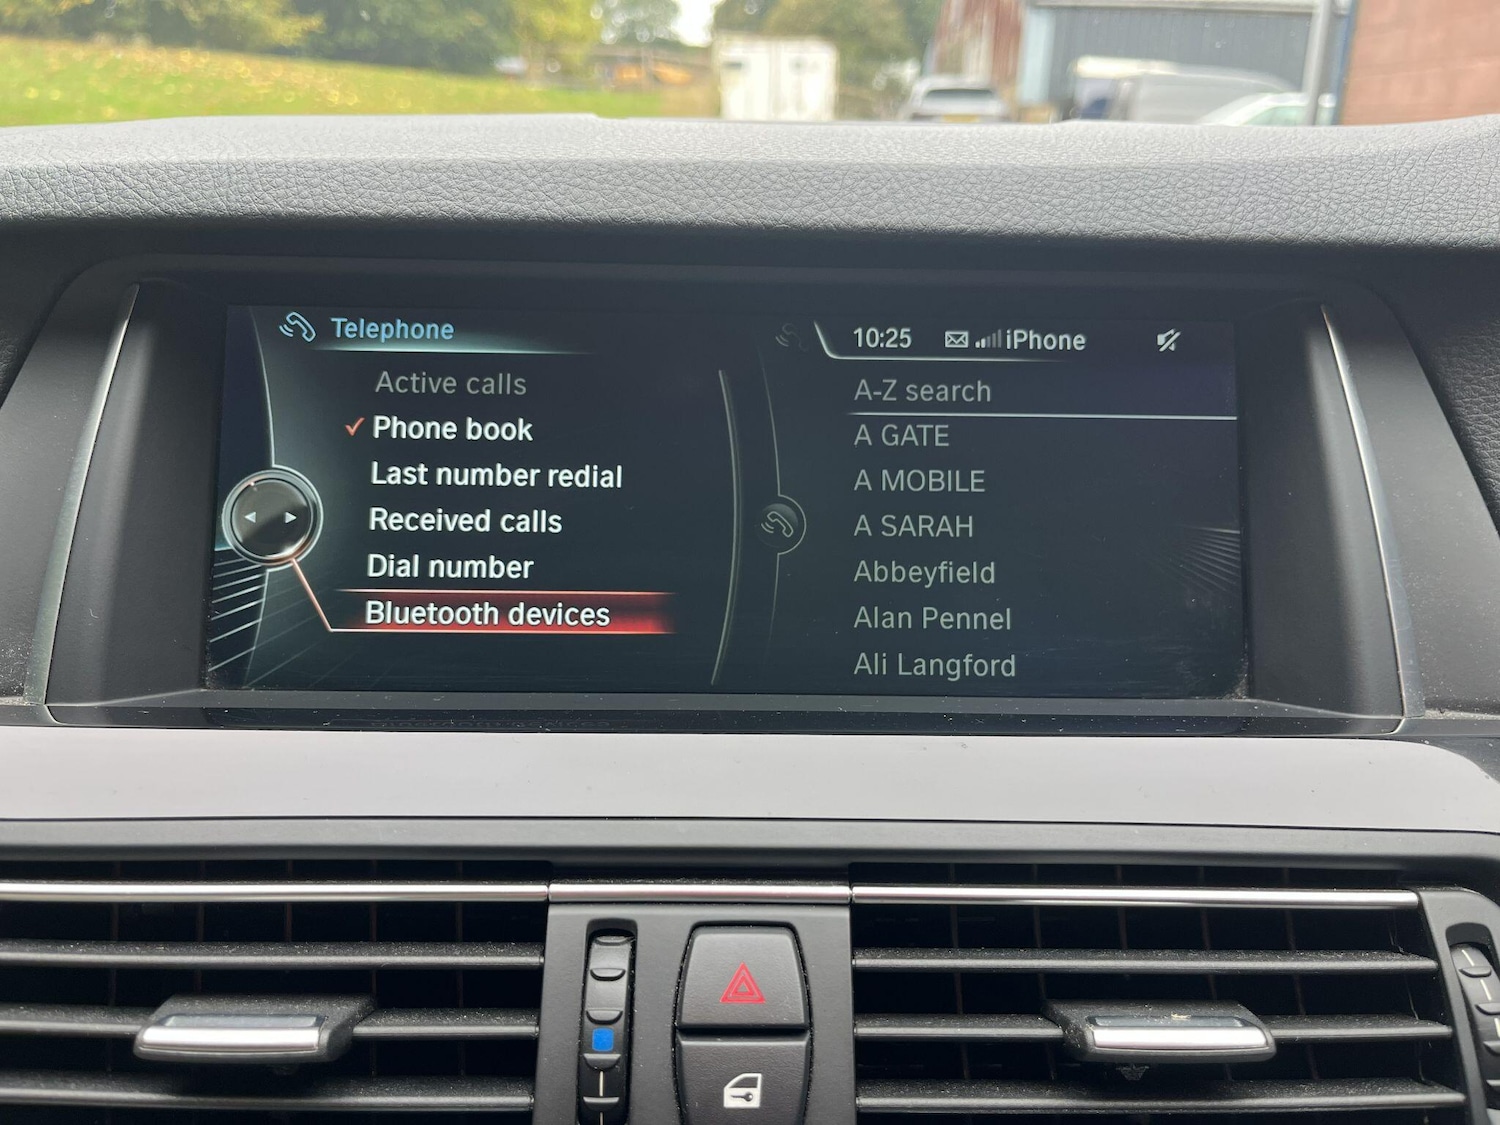 Telephone
Active calls
Phone book
Last number redial
Received calls
Dial number
Bluetooth devices
10:25 iPhone
A-Z search
A GATE
A MOBILE
A SARAH
Abbeyfield
Alan Pennel
Ali Langford